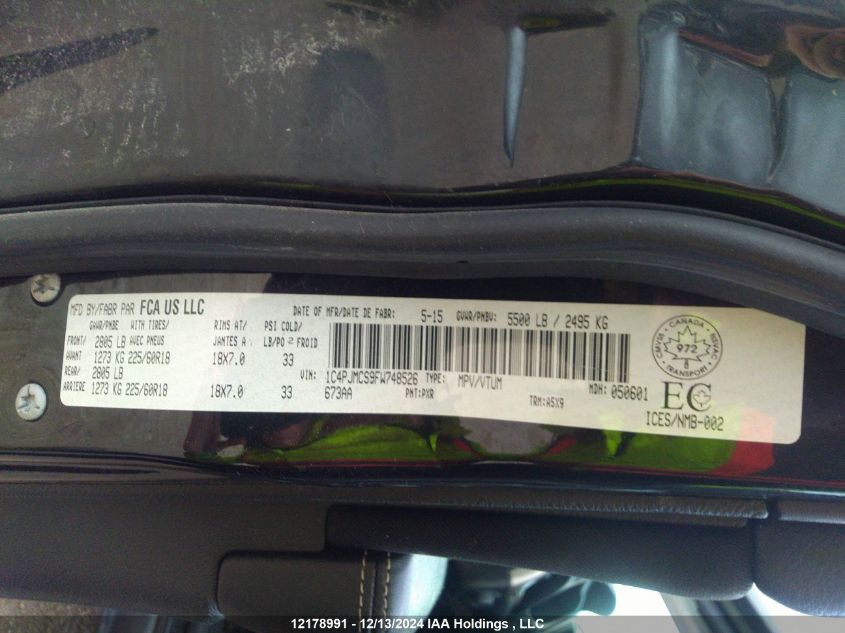 MFD BY/FABR PAR FCA US LLC
DATE OF MFR/DATE DE FABR: 5-15 GVWR/PNBV: 5500 LB / 2495 KG
GAWR/PNBE WITH TIRES/ RIMS AT/ PSI COLD/
FRONT/ 2805 LB AVEC PNEUS JANTES A LB/PO² FROID
AVANT 1273 KG 225/60R18 18X7.0 33
REAR/ 2805 LB
ARRIERE 1273 KG 225/60R18 18X7.0 33
VIN: 1C4PJMCS9FW748526 TYPE: MPV/VTUM MDH: 050601
673AA PNT: PXR TRM: A5X9
CANADA
972
TRANSPORT
EC
ICES/NMB-002
12178991 - 12/13/2024 IAA Holdings , LLC